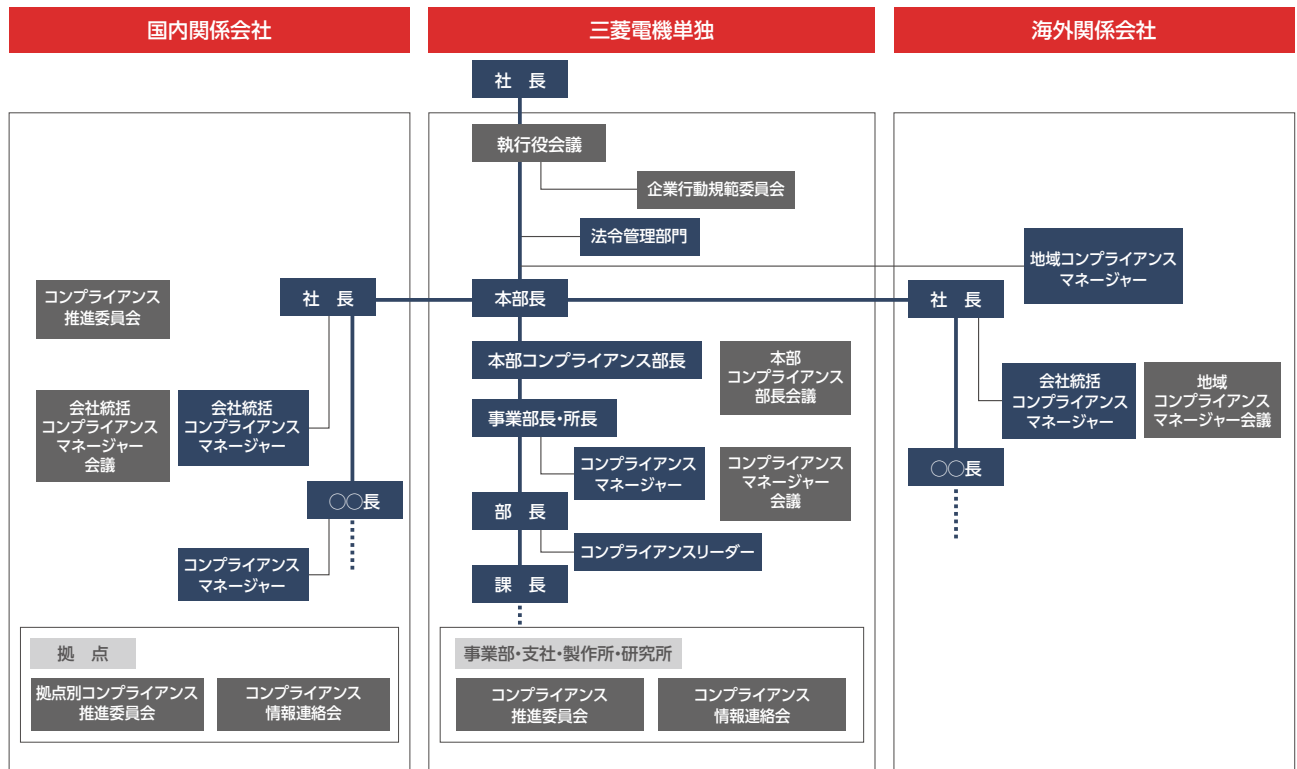 国内関係会社
三菱電機単独
海外関係会社
社　長
執行役会議
企業行動規範委員会
法令管理部門
地域コンプライアンス
マネージャー
コンプライアンス
推進委員会
社　長
本部長
社　長
本部コンプライアンス部長
本部
コンプライアンス
部長会議
会社統括
コンプライアンス
マネージャー
会議
会社統括
コンプライアンス
マネージャー
事業部長・所長
会社統括
コンプライアンス
マネージャー
地域
コンプライアンス
マネージャー会議
コンプライアンス
マネージャー
コンプライアンス
マネージャー
会議
〇〇長
〇〇長
部　長
コンプライアンスリーダー
コンプライアンス
マネージャー
課　長
拠　点
拠点別コンプライアンス
推進委員会
コンプライアンス
情報連絡会
事業部・支社・製作所・研究所
コンプライアンス
推進委員会
コンプライアンス
情報連絡会